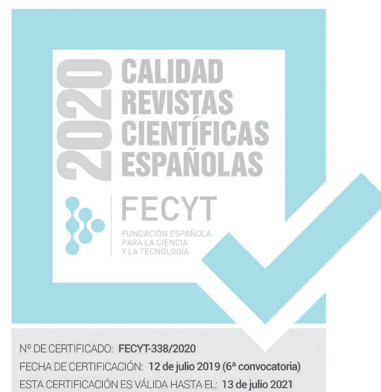 2020
CALIDAD
REVISTAS
CIENTÍFICAS
ESPAÑOLAS
FECYT
FUNDACIÓN ESPAÑOLA
PARA LA CIENCIA
Y LA TECNOLOGÍA
Nº DE CERTIFICADO: FECYT-338/2020
FECHA DE CERTIFICACIÓN: 12 de julio 2019 (6ª convocatoria)
ESTA CERTIFICACIÓN ES VÁLIDA HASTA EL: 13 de julio 2021